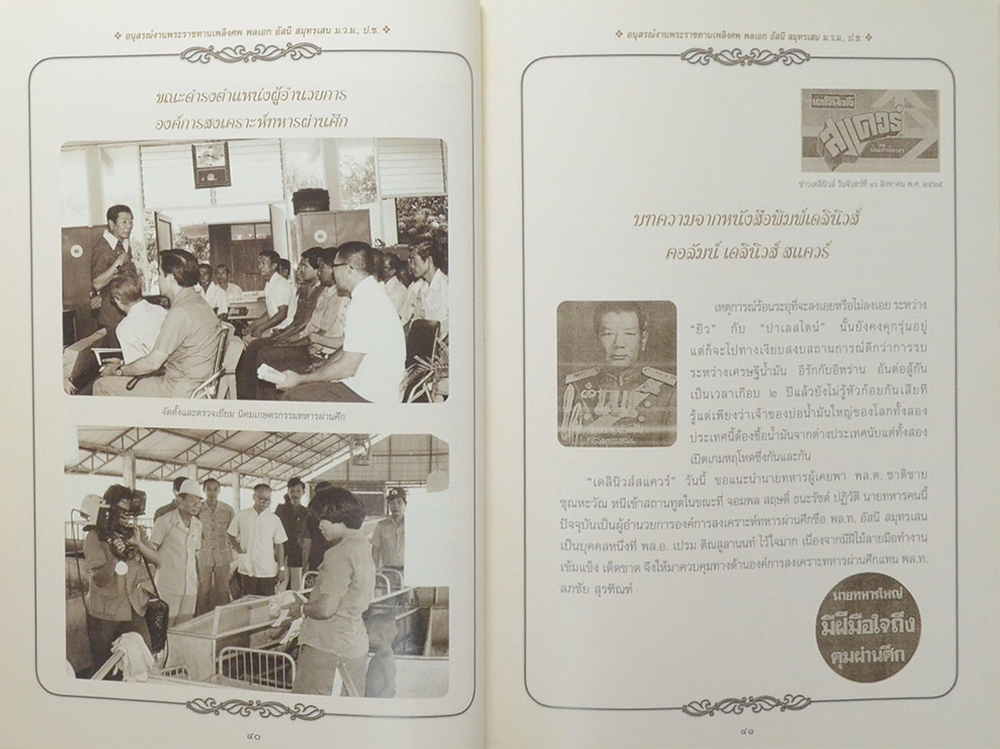 ❖ อนุสรณ์งานพระราชทานเพลิงศพ พลเอก อัสนี สมุทรเสน ม.ว.ม., ป.ช. ❖
ขณะดำรงตำแหน่งผู้อำนวยการ
องค์การสงเคราะห์ทหารผ่านศึก
จัดตั้งและตรวจเยี่ยม นิคมเกษตรกรรมทหารผ่านศึก
๔๐
❖ อนุสรณ์งานพระราชทานเพลิงศพ พลเอก อัสนี สมุทรเสน ม.ว.ม., ป.ช. ❖
เดลินิวส์
สแควร์
ข่าวเดลินิวส์ วันจันทร์ที่ ๑๖ สิงหาคม พ.ศ. ๒๕๒๕
บทความจากหนังสือพิมพ์เดลินิวส์
คอลัมน์ เดลินิวส์ สแควร์
เหตุการณ์ร้อนระอุที่จะลงเอยหรือไม่ลงเอย ระหว่าง
"ยิว" กับ "ปาเลสไตน์" นั้นยังคงคุกรุ่นอยู่
แต่ก็จะไปทางเงียบสงบสถานการณ์ดีกว่าการรบ
ระหว่างเศรษฐีน้ำมัน อิรักกับอิหร่าน อันต่อสู้กัน
เป็นเวลาเกือบ ๒ ปีแล้วยังไม่รู้หัวก้อยกันเสียที
รู้แต่เพียงว่าเจ้าของบ่อน้ำมันใหญ่ของโลกทั้งสอง
ประเทศนี้ต้องซื้อน้ำมันจากต่างประเทศนับแต่ทั้งสอง
เปิดเกมหฤโหดซึ่งกันและกัน
"เดลินิวส์สแควร์" วันนี้ ขอแนะนำนายทหารผู้เคยพา พล.ต. ชาติชาย
ชุณหะวัณ หนีเข้าสถานทูตในขณะที่ จอมพล สฤษดิ์ ธนะรัชต์ ปฏิวัติ นายทหารคนนี้
ปัจจุบันเป็นผู้อำนวยการองค์การสงเคราะห์ทหารผ่านศึกชื่อ พล.ท. อัสนี สมุทรเสน
เป็นบุคคลหนึ่งที่ พล.อ. เปรม ติณสูลานนท์ ไว้ใจมาก เนื่องจากมีฝีไม้ลายมือทำงาน
เข้มแข็ง เด็ดขาด จึงให้มาควบคุมทางด้านองค์การสงเคราะห์ทหารผ่านศึกแทน พล.ท.
ลภชัย สุรฑิณฑ์
นายทหารใหญ่
มีฝีมือใจถึง
คุมผ่านศึก
๔๑